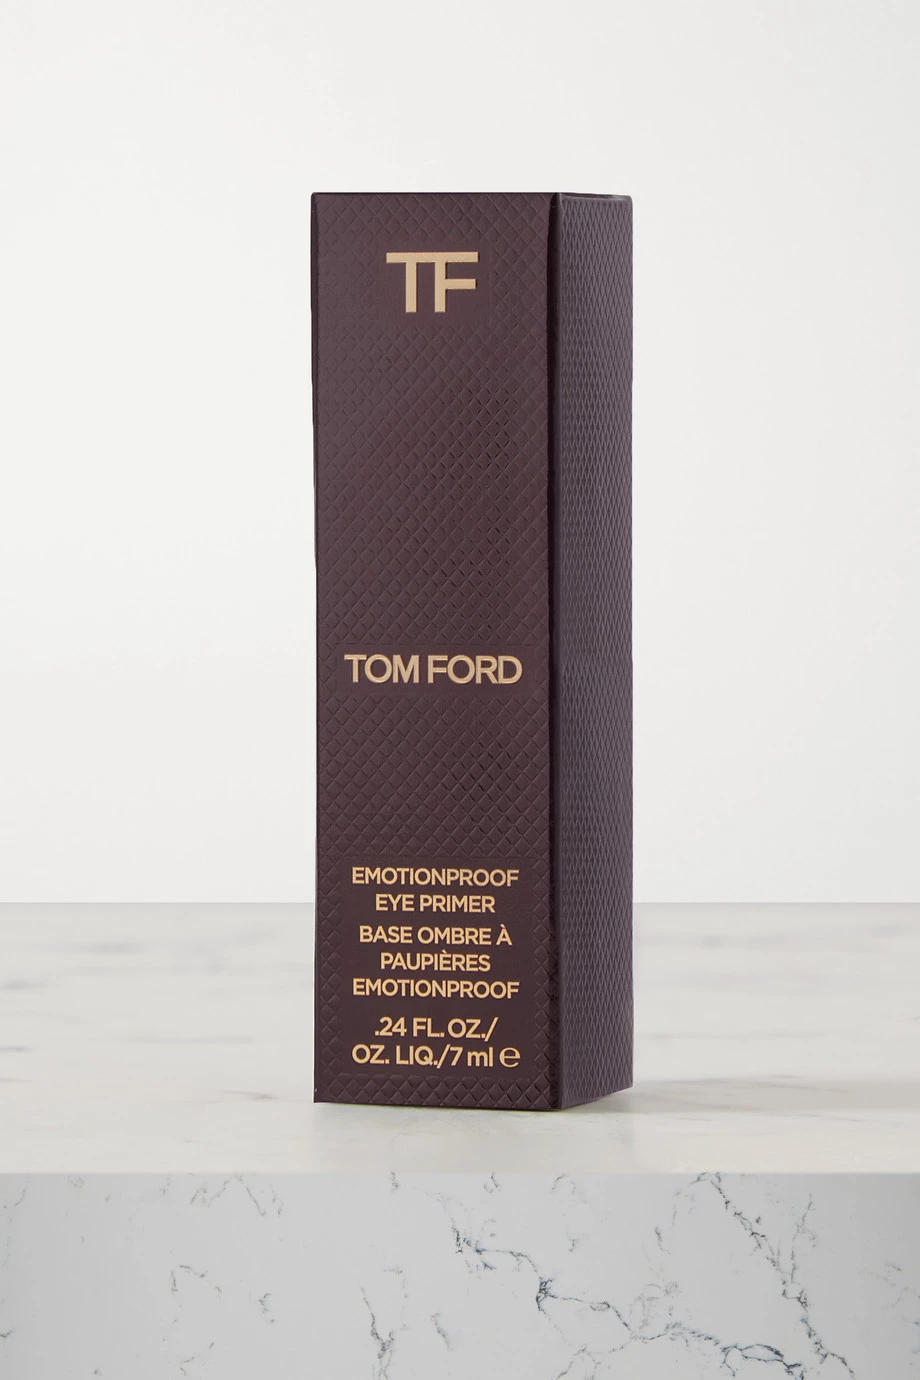 TF
TOM FORD
EMOTIONPROOF
EYE PRIMER
BASE OMBRE À
PAUPIÈRES
EMOTIONPROOF
.24 FL. OZ./
OZ. LIQ./7 ml ℮